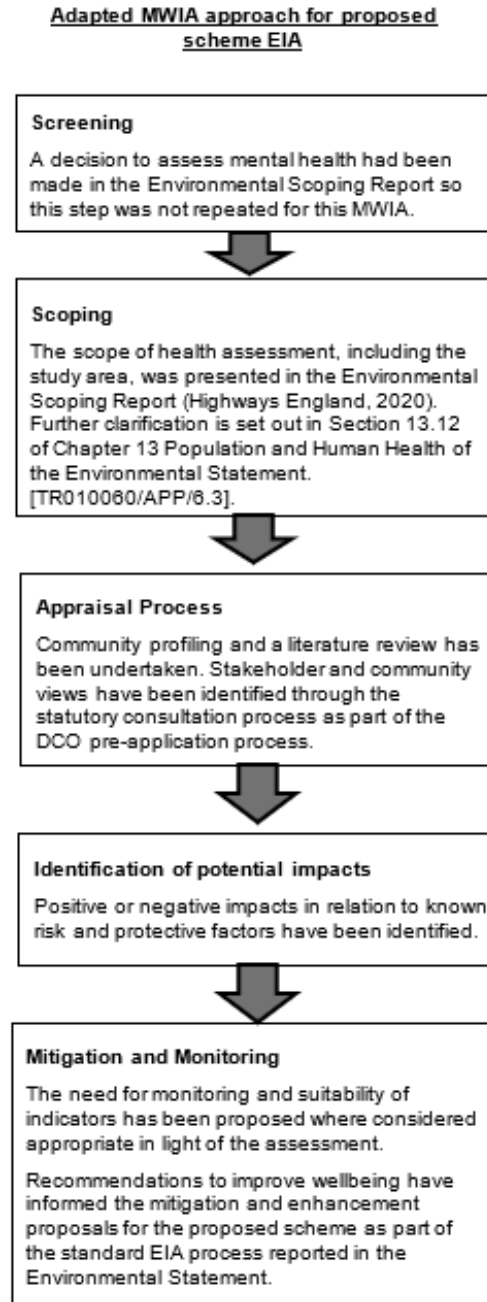 Adapted MWIA approach for proposed
scheme EIA
Screening
A decision to assess mental health had been
made in the Environmental Scoping Report so
this step was not repeated for this MWIA.
Scoping
The scope of health assessment, including the
study area, was presented in the Environmental
Scoping Report (Highways England, 2020).
Further clarification is set out in Section 13.12
of Chapter 13 Population and Human Health of
the Environmental Statement.
[TR010060/APP/6.3].
Appraisal Process
Community profiling and a literature review has
been undertaken. Stakeholder and community
views have been identified through the
statutory consultation process as part of the
DCO pre-application process.
Identification of potential impacts
Positive or negative impacts in relation to known
risk and protective factors have been identified.
Mitigation and Monitoring
The need for monitoring and suitability of
indicators has been proposed where considered
appropriate in light of the assessment.
Recommendations to improve wellbeing have
informed the mitigation and enhancement
proposals for the proposed scheme as part of
the standard EIA process reported in the
Environmental Statement.